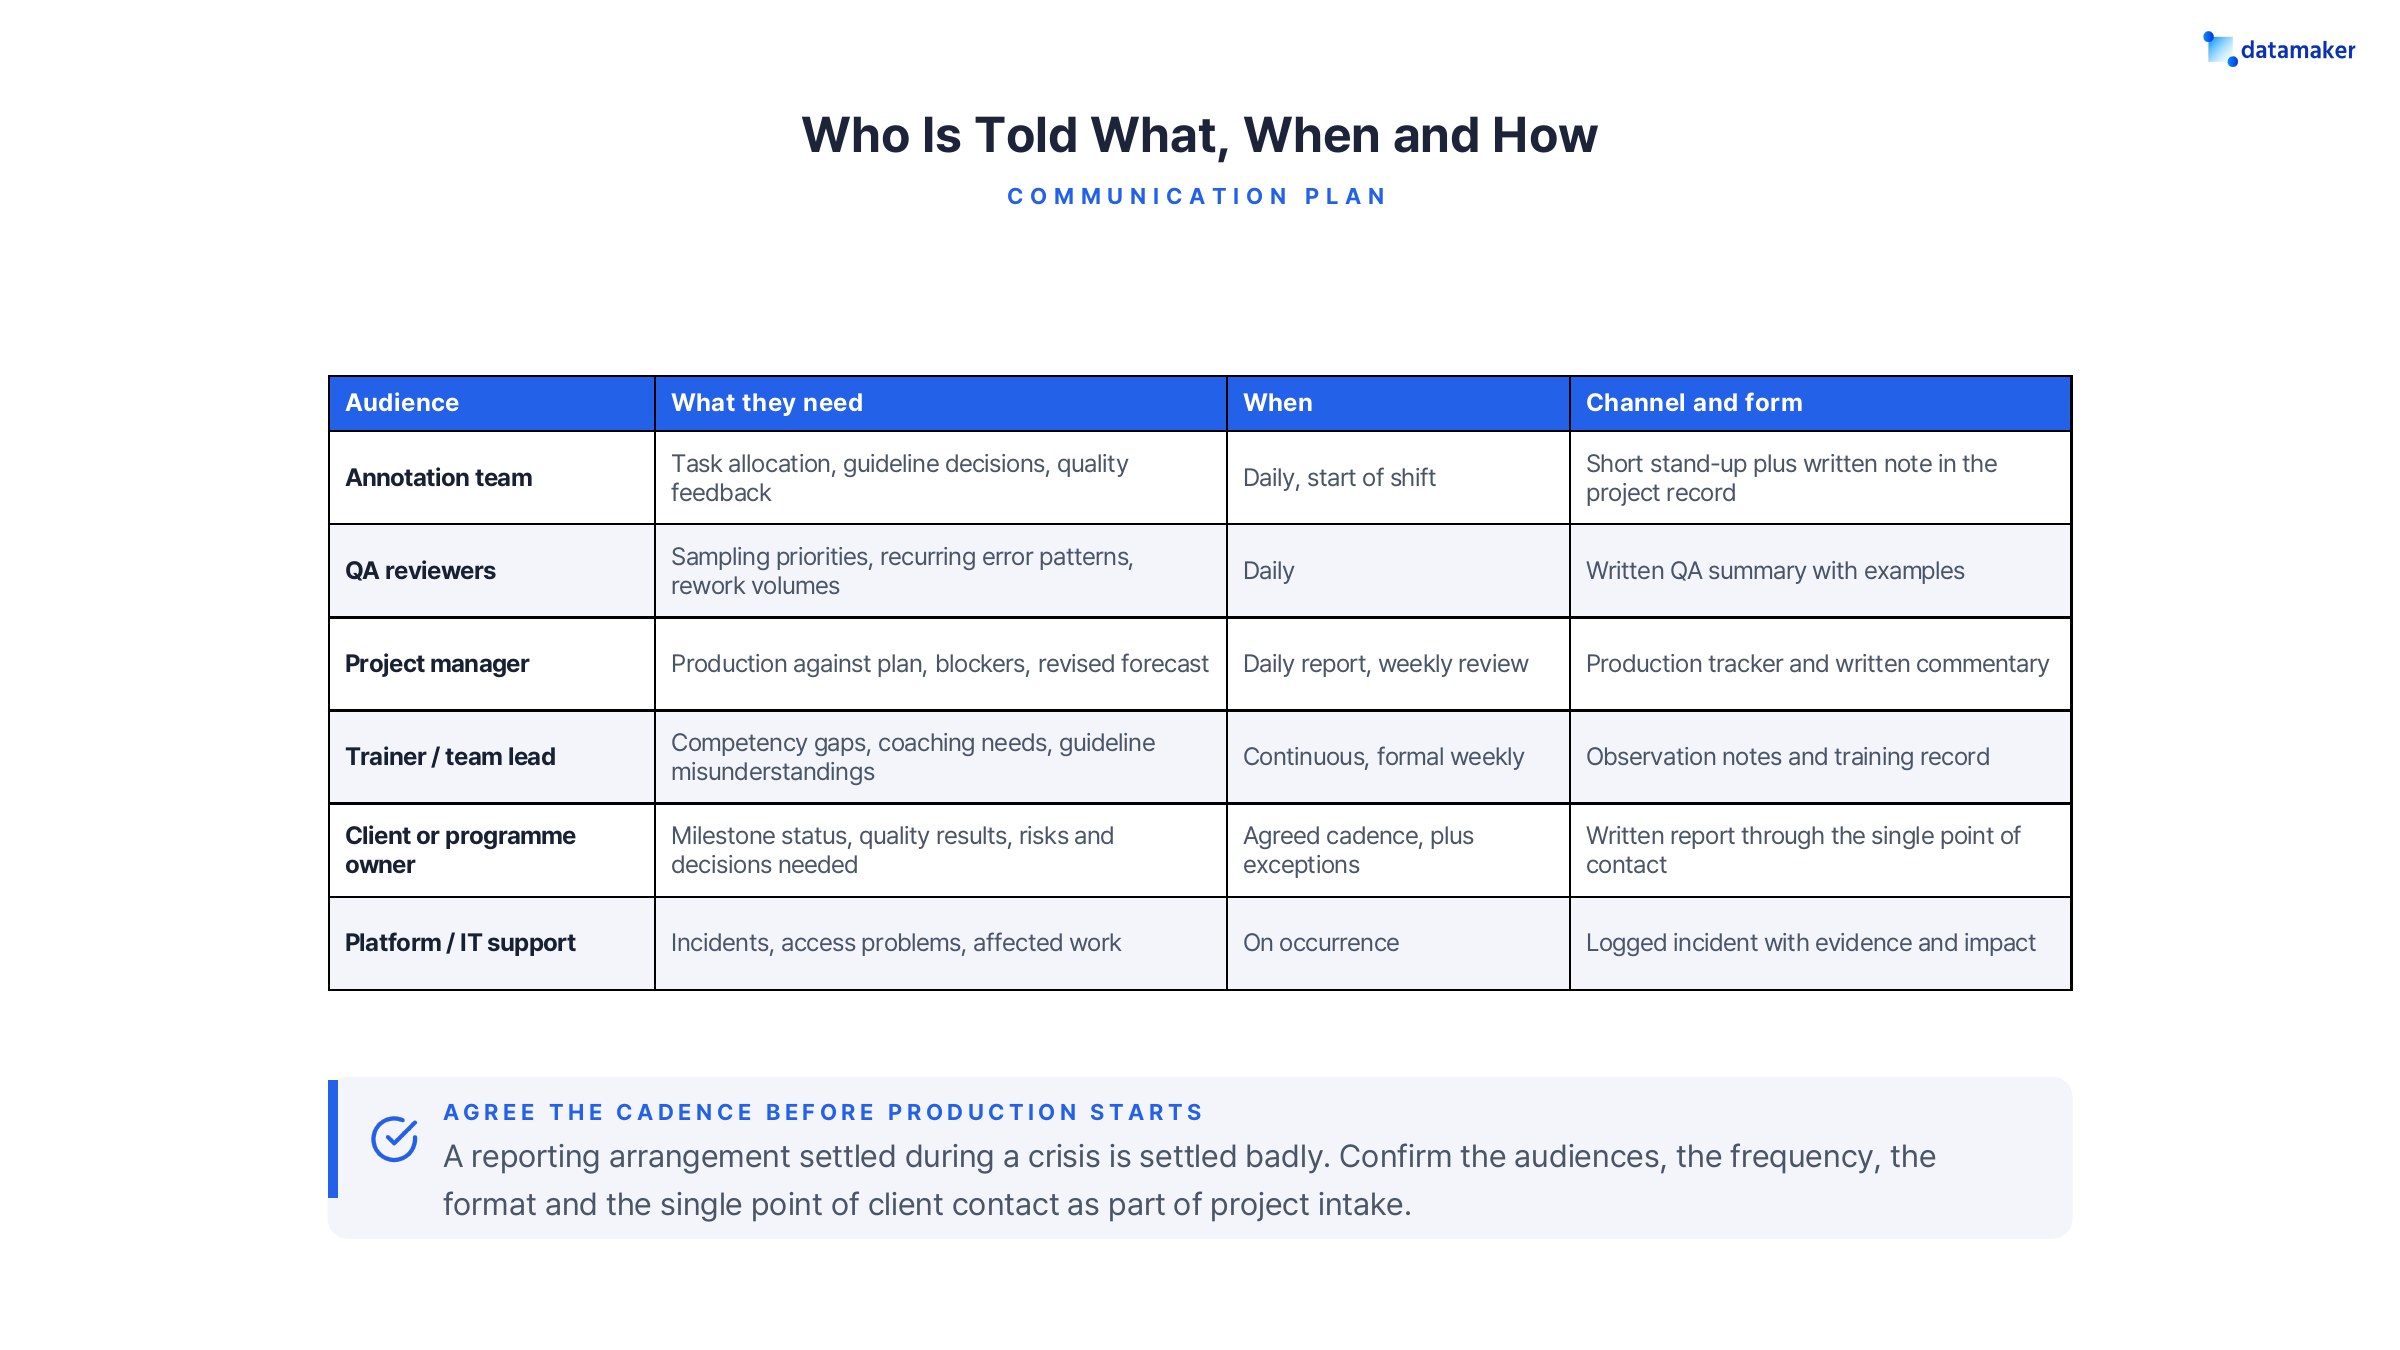 datamaker
Who Is Told What, When and How
COMMUNICATION PLAN
Audience
What they need
When
Channel and form
Annotation team
Task allocation, guideline decisions, quality
feedback
Daily, start of shift
Short stand-up plus written note in the
project record
QA reviewers
Sampling priorities, recurring error patterns,
rework volumes
Daily
Written QA summary with examples
Project manager
Production against plan, blockers, revised forecast
Daily report, weekly review
Production tracker and written commentary
Trainer / team lead
Competency gaps, coaching needs, guideline
misunderstandings
Continuous, formal weekly
Observation notes and training record
Client or programme
owner
Milestone status, quality results, risks and
decisions needed
Agreed cadence, plus
exceptions
Written report through the single point of
contact
Platform / IT support
Incidents, access problems, affected work
On occurrence
Logged incident with evidence and impact
AGREE THE CADENCE BEFORE PRODUCTION STARTS
A reporting arrangement settled during a crisis is settled badly. Confirm the audiences, the frequency, the
format and the single point of client contact as part of project intake.